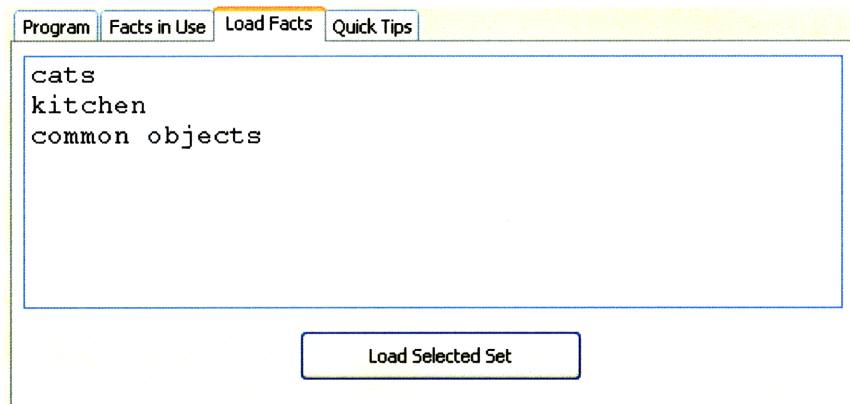 Program Facts in Use Load Facts Quick Tips
cats
kitchen
common objects
Load Selected Set